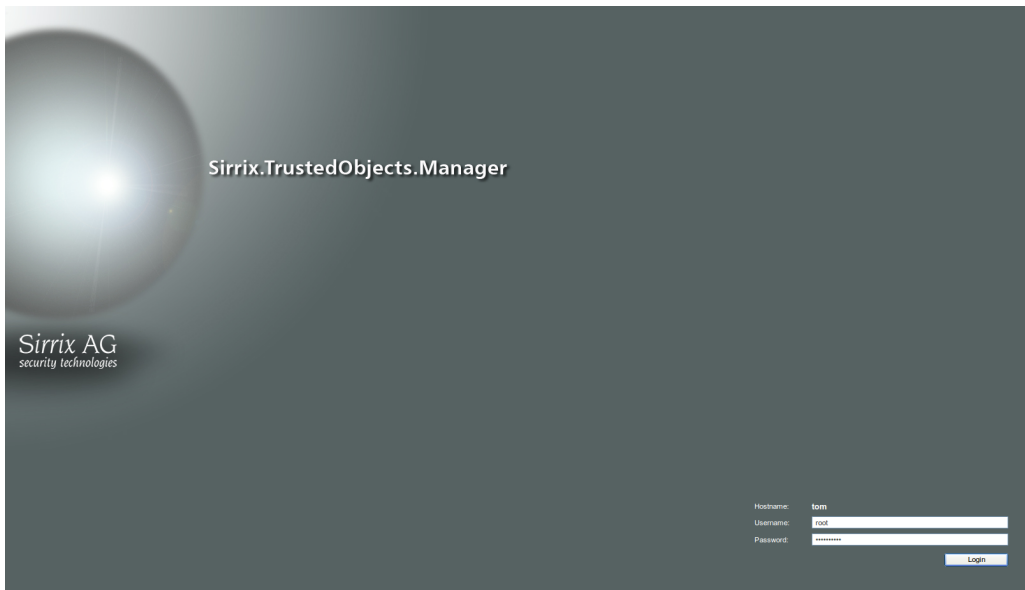 Sirrix.TrustedObjects.Manager
Sirrix AG
security technologies
Hostname: tom
Username: root
Password: ••••••••••
Login